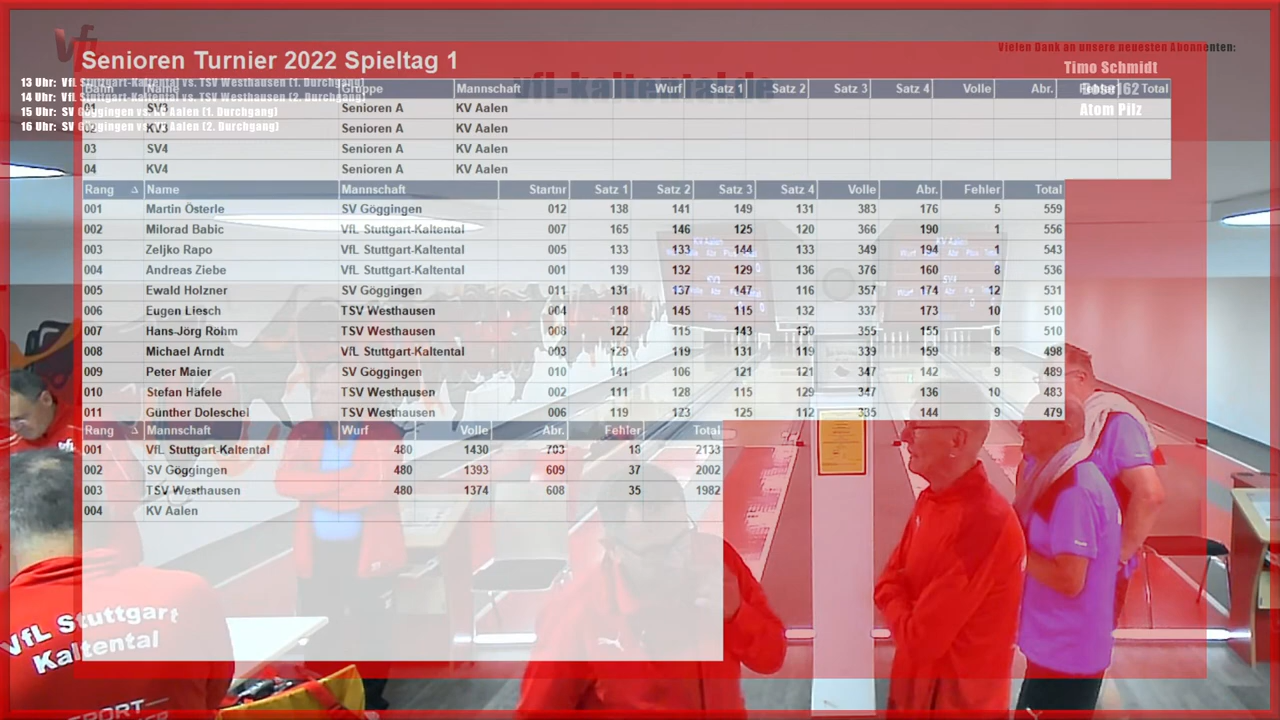 Senioren Turnier 2022 Spieltag 1
Vielen Dank an unsere neuesten Abonnenten:
Timo Schmidt
Atom Pilz
vfl-kaltental.de
13 Uhr: VfL Stuttgart-Kaltental vs. TSV Westhausen (1. Durchgang)
14 Uhr: VfL Stuttgart-Kaltental vs. TSV Westhausen (2. Durchgang)
15 Uhr: SV Göggingen vs. KV Aalen (1. Durchgang)
16 Uhr: SV Göggingen vs. KV Aalen (2. Durchgang)
Bahn Name Gruppe Mannschaft Wurf Satz 1 Satz 2 Satz 3 Satz 4 Volle Abr. Fehler Total
01 SV3 Senioren A KV Aalen
02 KV3 Senioren A KV Aalen
03 SV4 Senioren A KV Aalen
04 KV4 Senioren A KV Aalen
Rang Name Mannschaft Startnr Satz 1 Satz 2 Satz 3 Satz 4 Volle Abr. Fehler Total
001 Martin Österle SV Göggingen 012 138 141 149 131 383 176 5 559
002 Milorad Babic VfL Stuttgart-Kaltental 007 165 146 125 120 366 190 1 556
003 Zeljko Rapo VfL Stuttgart-Kaltental 005 133 133 144 133 349 194 1 543
004 Andreas Ziebe VfL Stuttgart-Kaltental 001 139 132 129 136 376 160 8 536
005 Ewald Holzner SV Göggingen 011 131 137 147 116 357 174 12 531
006 Eugen Liesch TSV Westhausen 004 118 145 115 132 337 173 10 510
007 Hans-Jörg Rohm TSV Westhausen 008 122 115 143 130 355 155 6 510
008 Michael Arndt VfL Stuttgart-Kaltental 003 129 119 131 119 339 159 8 498
009 Peter Maier SV Göggingen 010 141 106 121 121 347 142 9 489
010 Stefan Häfele TSV Westhausen 002 111 128 115 129 347 136 10 483
011 Günther Doleschel TSV Westhausen 006 119 123 125 112 335 144 9 479
Rang Mannschaft Wurf Volle Abr. Fehler Total
001 VfL Stuttgart-Kaltental 480 1430 703 18 2133
002 SV Göggingen 480 1393 609 37 2002
003 TSV Westhausen 480 1374 608 35 1982
004 KV Aalen
VfL Stuttgart
Kaltental